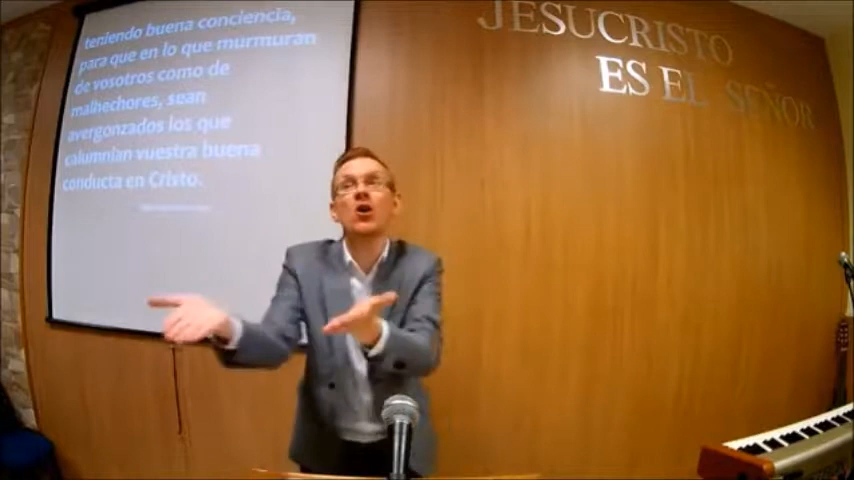 teniendo buena conciencia,
para que en lo que murmuran
de vosotros como de
malhechores, sean
avergonzados los que
calumnian vuestra buena
conducta en Cristo.
JESUCRISTO
ES EL SEÑOR